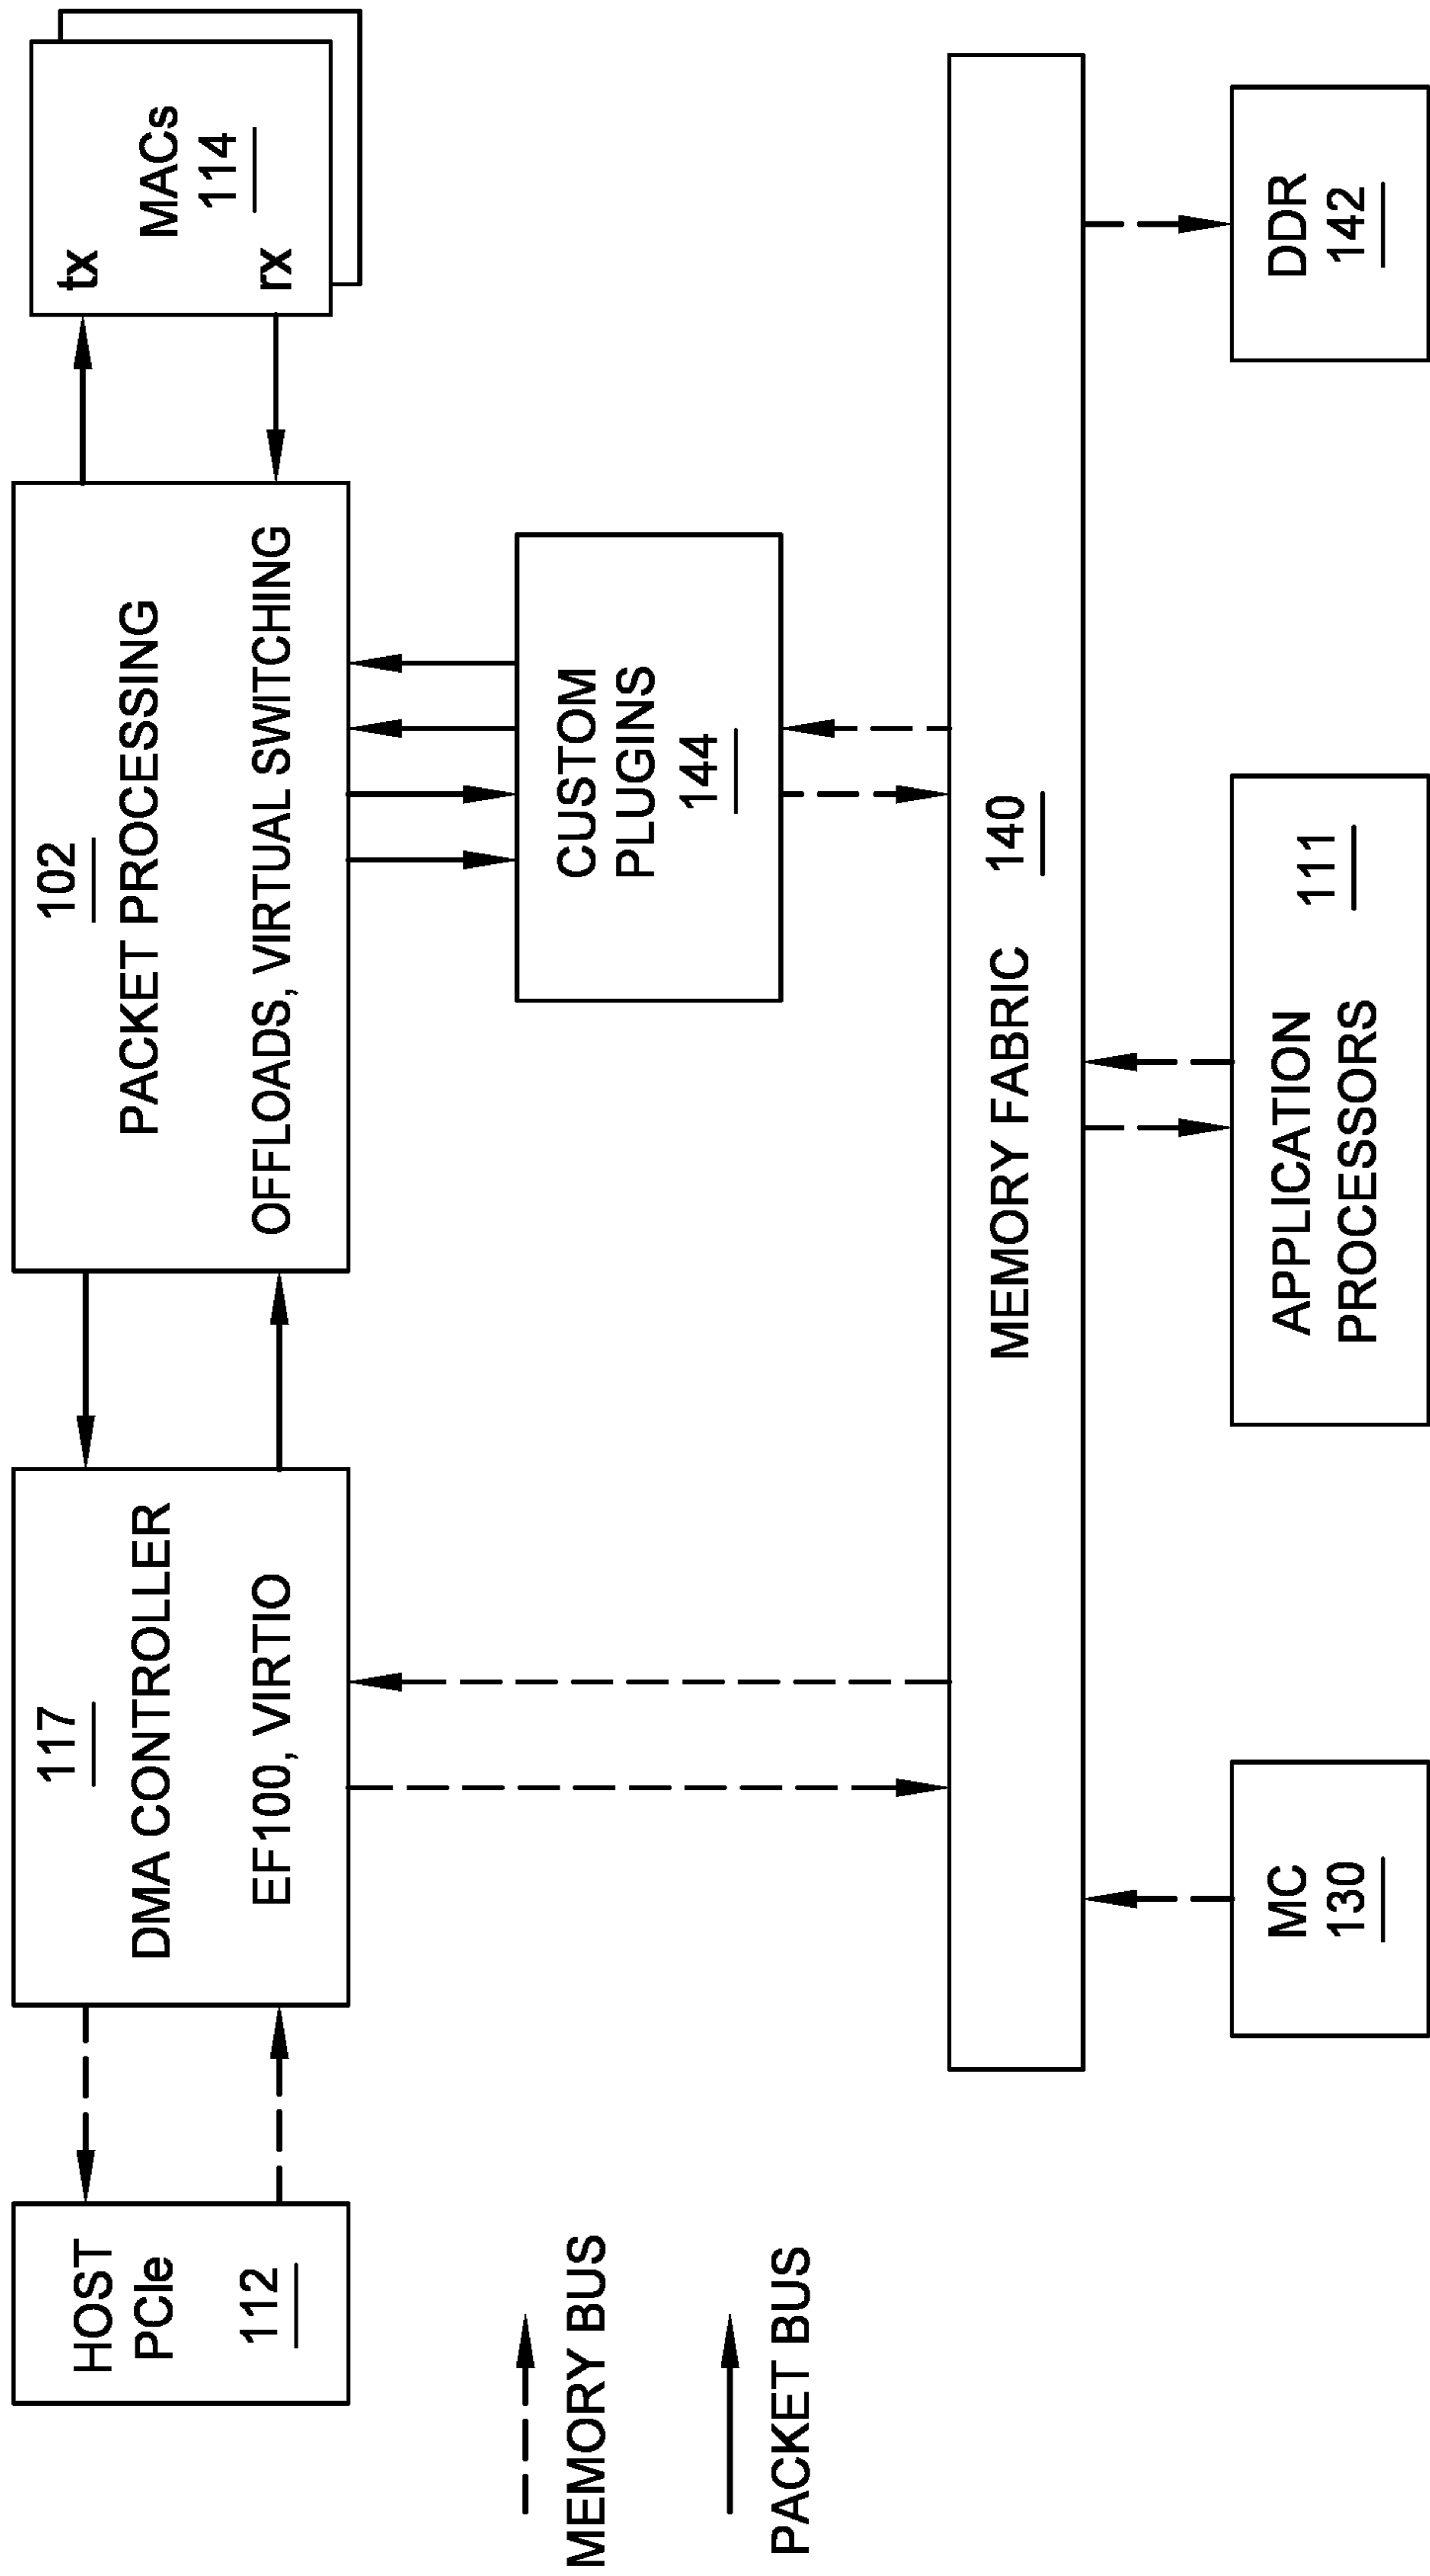 HOST
PCIe
112
117
DMA CONTROLLER
EF100, VIRTIO
102
PACKET PROCESSING
OFFLOADS, VIRTUAL SWITCHING
tx
MACs
114
rx
CUSTOM
PLUGINS
144
MEMORY BUS
PACKET BUS
MEMORY FABRIC 140
MC
130
APPLICATION
PROCESSORS
111
DDR
142